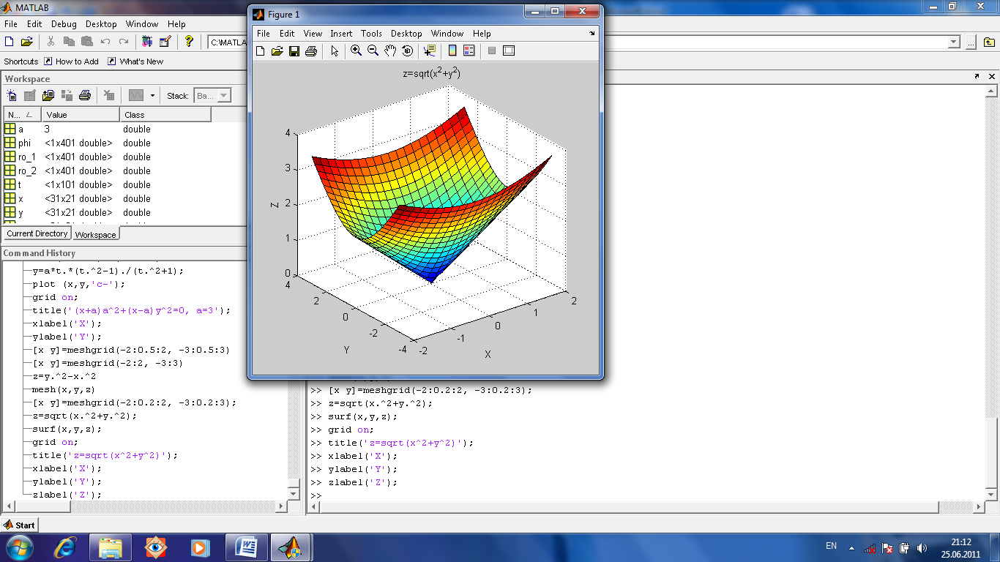 MATLAB
File Edit Debug Desktop Window Help
C:\MATLA
...
Shortcuts How to Add What's New
Workspace
Stack: Ba...
N... Value Class
a 3 double
phi <1x401 double> double
ro_1 <1x401 double> double
ro_2 <1x401 double> double
t <1x101 double> double
x <31x21 double> double
y <31x21 double> double
Current Directory Workspace
Command History
y=a*t.*(t.^2-1)./(t.^2+1);
plot (x,y,'c-');
grid on;
title('(x+a)a^2+(x-a)y^2=0, a=3');
xlabel('X');
ylabel('Y');
[x y]=meshgrid(-2:0.5:2, -3:0.5:3)
[x y]=meshgrid(-2:2, -3:3)
z=y.^2-x.^2
mesh(x,y,z)
[x y]=meshgrid(-2:0.2:2, -3:0.2:3);
z=sqrt(x.^2+y.^2);
surf(x,y,z);
grid on;
title('z=sqrt(x^2+y^2)');
xlabel('X');
ylabel('Y');
zlabel('Z');
Figure 1
File Edit View Insert Tools Desktop Window Help
z=sqrt(x²+y²)
4
3
2
1
0
Z
4
2
0
-2
-4
Y
-2
-1
0
1
2
X
>> [x y]=meshgrid(-2:0.2:2, -3:0.2:3);
>> z=sqrt(x.^2+y.^2);
>> surf(x,y,z);
>> grid on;
>> title('z=sqrt(x^2+y^2)');
>> xlabel('X');
>> ylabel('Y');
>> zlabel('Z');
>>
Start
EN
21:12
25.06.2011